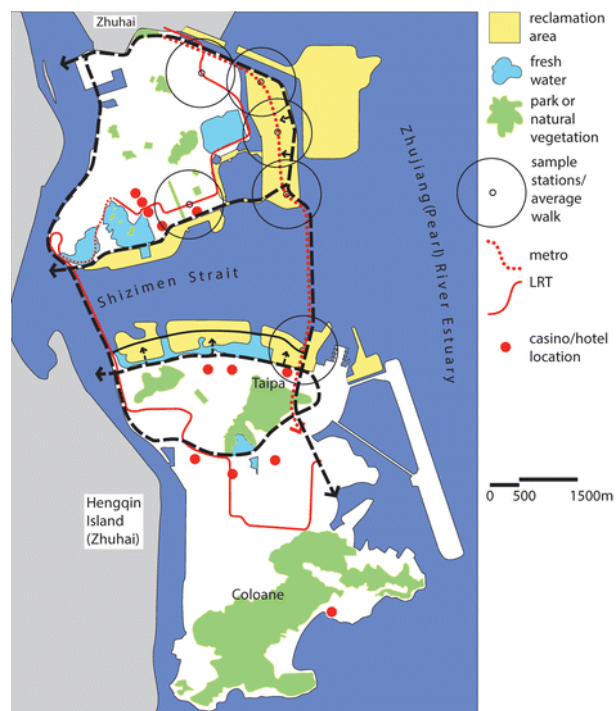 Zhuhai
Shizimen Strait
Zhujiang (Pearl) River Estuary
Taipa
Hengqin
Island
(Zhuhai)
Coloane
reclamation
area
fresh
water
park or
natural
vegetation
sample
stations/
average
walk
metro
LRT
casino/hotel
location
0 500 1500m